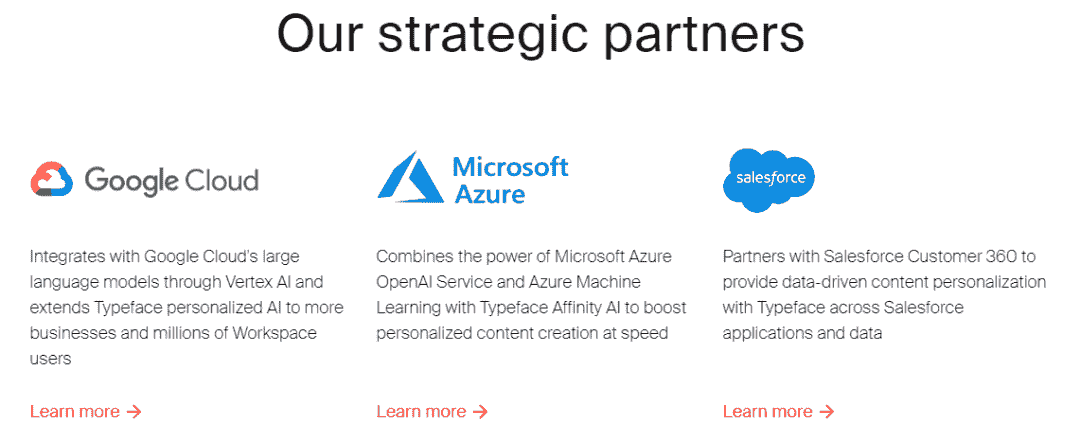 Our strategic partners
Google Cloud
Integrates with Google Cloud's large
language models through Vertex AI and
extends Typeface personalized AI to more
businesses and millions of Workspace
users
Learn more →
Microsoft
Azure
Combines the power of Microsoft Azure
OpenAI Service and Azure Machine
Learning with Typeface Affinity AI to boost
personalized content creation at speed
Learn more →
salesforce
Partners with Salesforce Customer 360 to
provide data-driven content personalization
with Typeface across Salesforce
applications and data
Learn more →